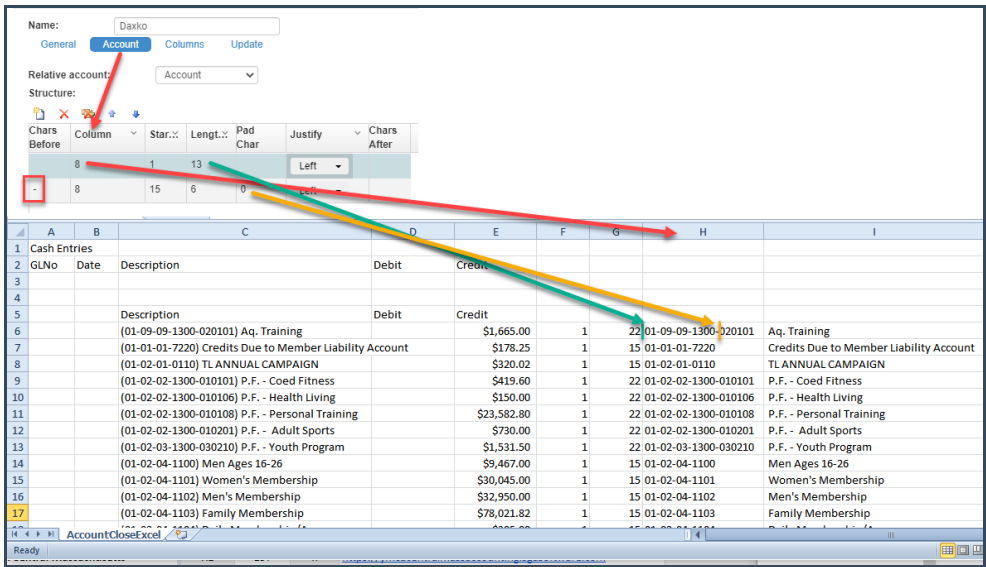 Name: Daxko
General Account Columns Update
Relative account: Account
Structure:
Chars Before Column Star.. Lengt.. Pad Char Justify Chars After
8 1 13 Left
- 8 15 6 0 Left
A B C D E F G H I
1 Cash Entries
2 GLNo Date Description Debit Credit
3
4
5 Description Debit Credit
6 (01-09-09-1300-020101) Aq. Training $1,665.00 1 22 01-09-09-1300-020101 Aq. Training
7 (01-01-01-7220) Credits Due to Member Liability Account $178.25 1 15 01-01-01-7220 Credits Due to Member Liability Account
8 (01-02-01-0110) TL ANNUAL CAMPAIGN $320.02 1 15 01-02-01-0110 TL ANNUAL CAMPAIGN
9 (01-02-02-1300-010101) P.F. - Coed Fitness $419.60 1 22 01-02-02-1300-010101 P.F. - Coed Fitness
10 (01-02-02-1300-010106) P.F. - Health Living $150.00 1 22 01-02-02-1300-010106 P.F. - Health Living
11 (01-02-02-1300-010108) P.F. - Personal Training $23,582.80 1 22 01-02-02-1300-010108 P.F. - Personal Training
12 (01-02-02-1300-010201) P.F. - Adult Sports $730.00 1 22 01-02-02-1300-010201 P.F. - Adult Sports
13 (01-02-03-1300-030210) P.F. - Youth Program $1,531.50 1 22 01-02-03-1300-030210 P.F. - Youth Program
14 (01-02-04-1100) Men Ages 16-26 $9,467.00 1 15 01-02-04-1100 Men Ages 16-26
15 (01-02-04-1101) Women's Membership $30,045.00 1 15 01-02-04-1101 Women's Membership
16 (01-02-04-1102) Men's Membership $32,950.00 1 15 01-02-04-1102 Men's Membership
17 (01-02-04-1103) Family Membership $78,021.82 1 15 01-02-04-1103 Family Membership
AccountCloseExcel
Ready